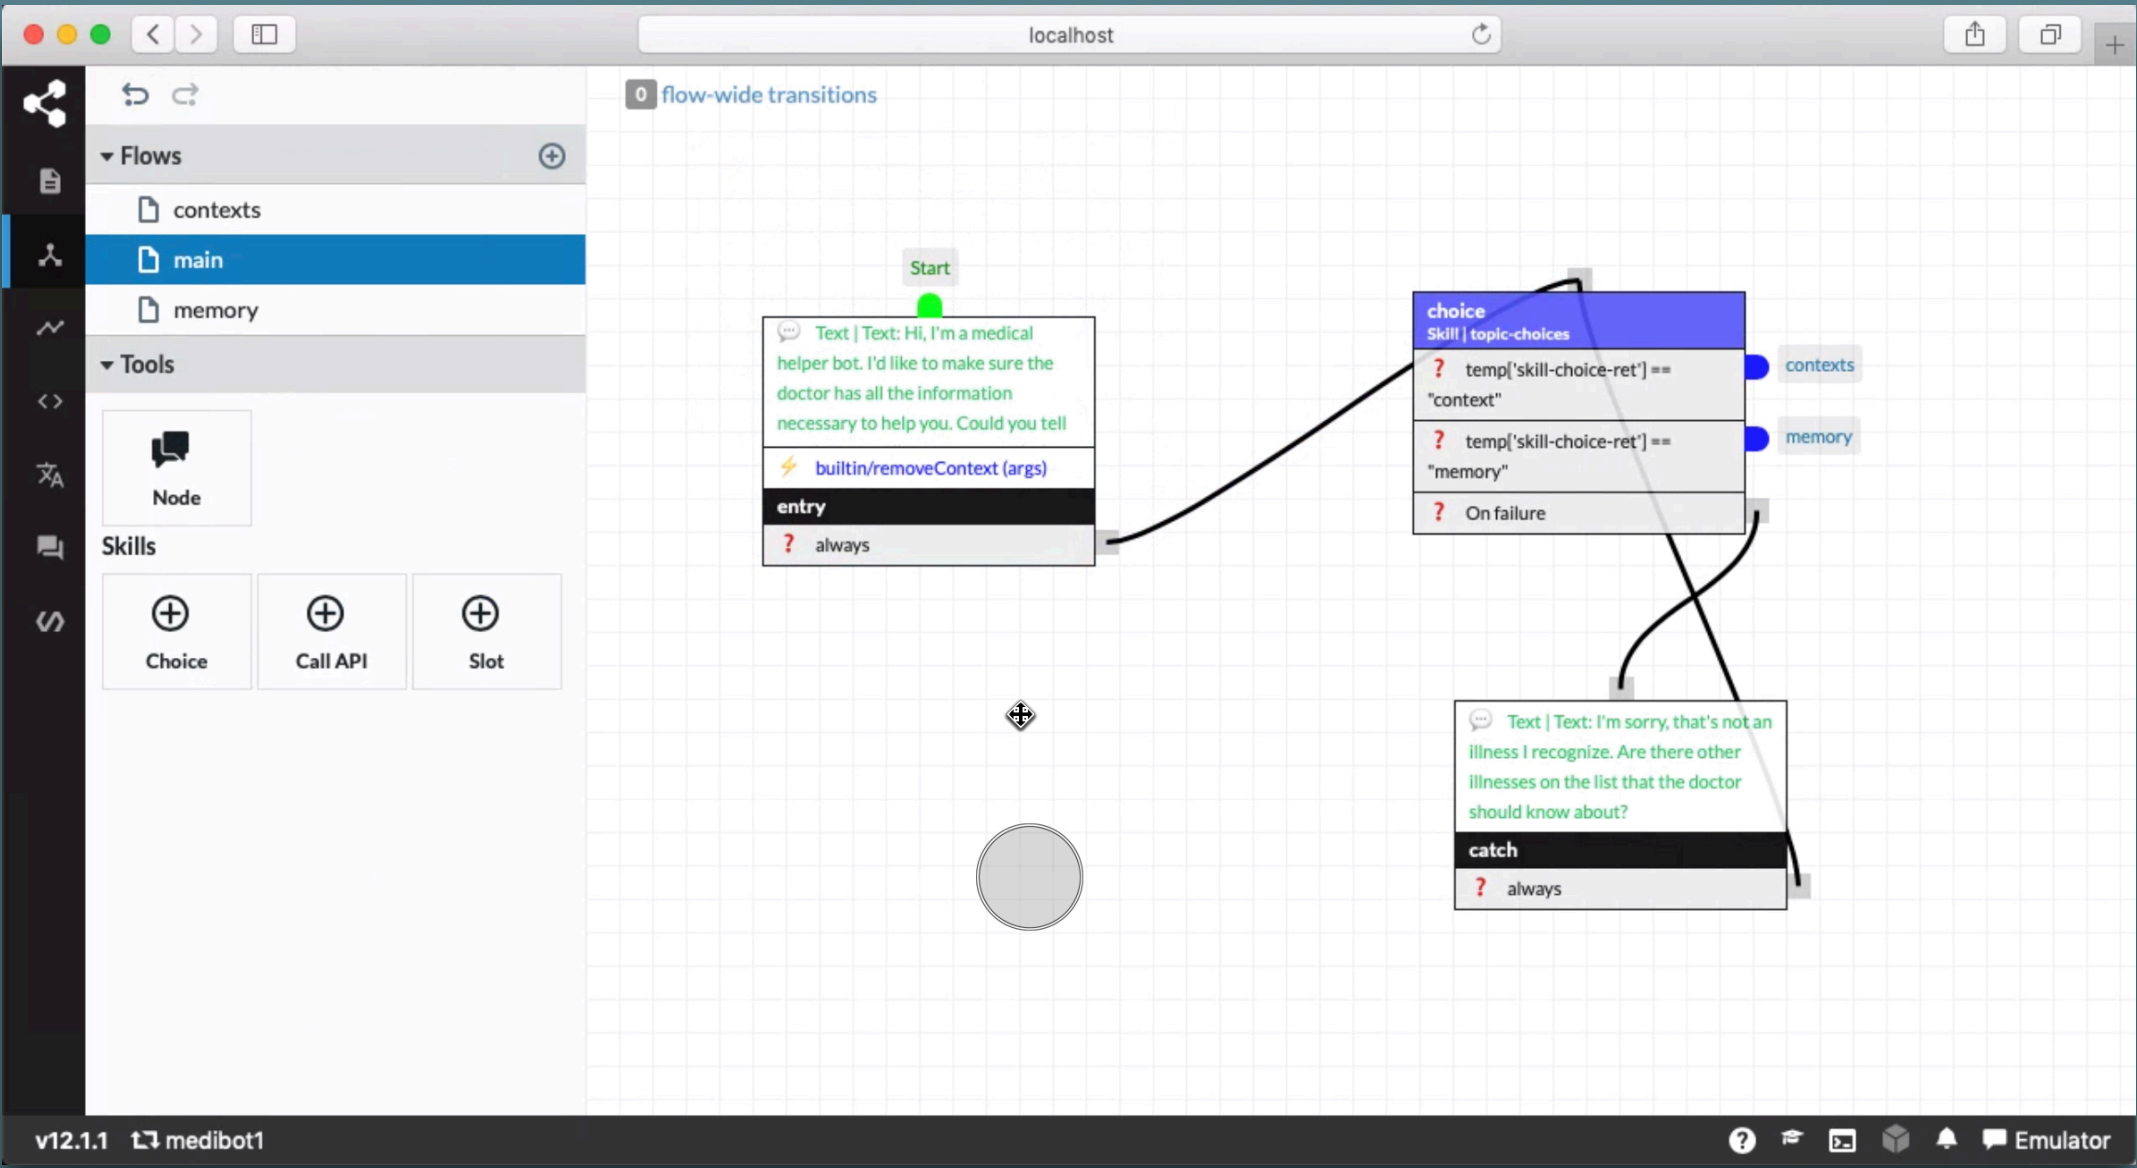 localhost
0 flow-wide transitions
Flows
contexts
main
memory
Tools
Node
Skills
Choice
Call API
Slot
Start
Text | Text: Hi, I'm a medical
helper bot. I'd like to make sure the
doctor has all the information
necessary to help you. Could you tell
builtin/removeContext (args)
entry
? always
choice
Skill | topic-choices
? temp['skill-choice-ret'] ==
"context"
contexts
? temp['skill-choice-ret'] ==
"memory"
memory
? On failure
Text | Text: I'm sorry, that's not an
illness I recognize. Are there other
illnesses on the list that the doctor
should know about?
catch
? always
v12.1.1 medibot1
Emulator